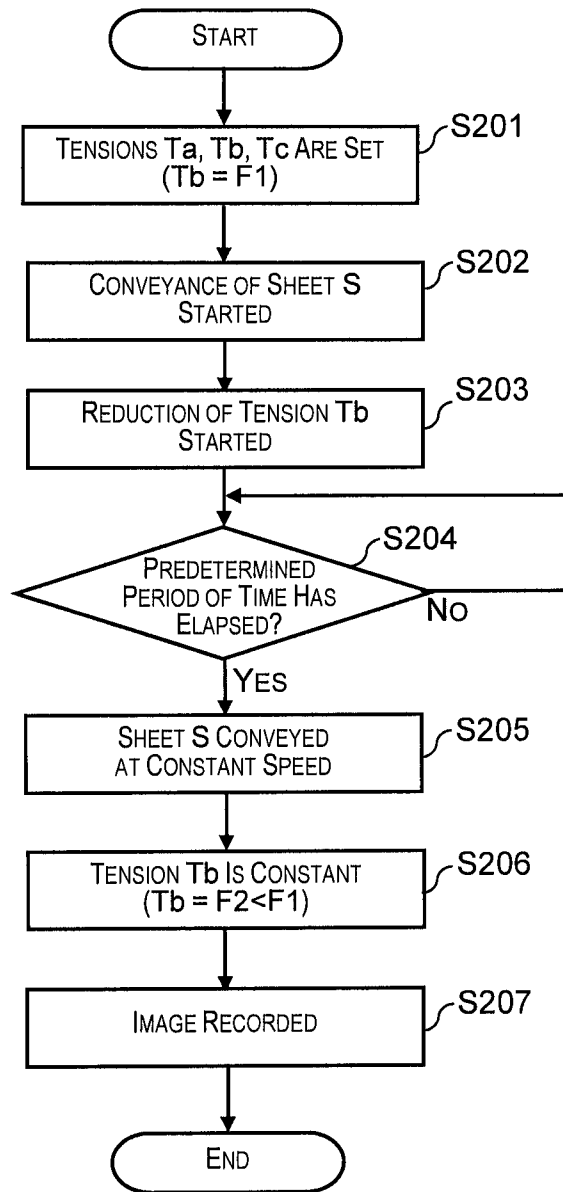 START
S201
TENSIONS Ta, Tb, Tc ARE SET
(Tb = F1)
S202
CONVEYANCE OF SHEET S
STARTED
S203
REDUCTION OF TENSION Tb
STARTED
S204
PREDETERMINED
PERIOD OF TIME HAS
ELAPSED?
NO
YES
S205
SHEET S CONVEYED
AT CONSTANT SPEED
S206
TENSION Tb IS CONSTANT
(Tb = F2<F1)
S207
IMAGE RECORDED
END